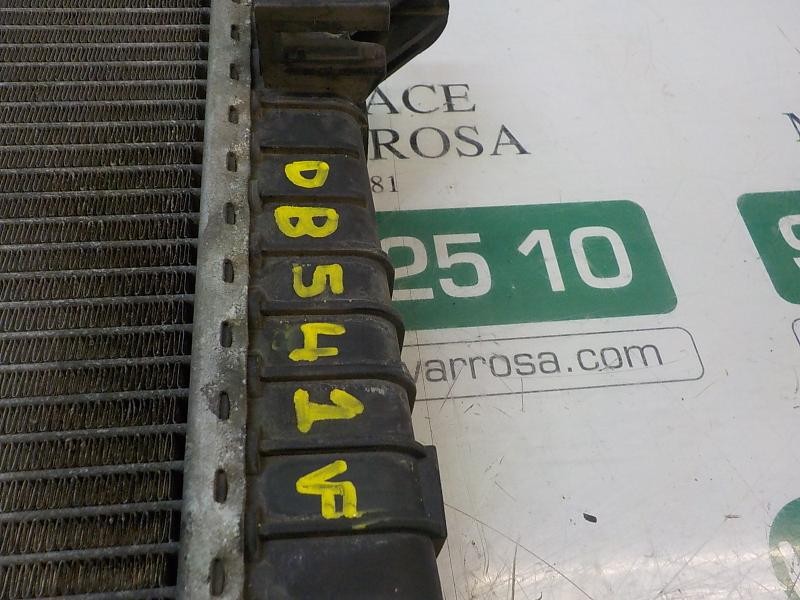 ACE
ROSA
81
25 10
varrosa.com
DB541VF